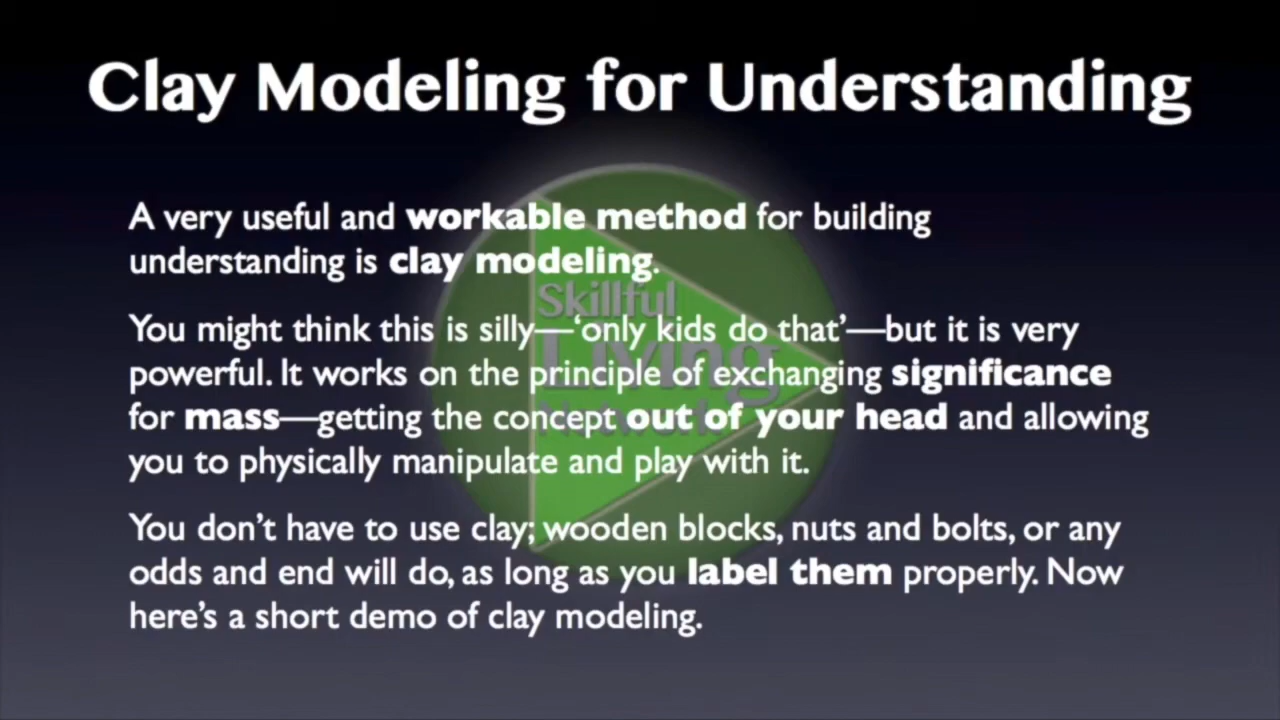 Clay Modeling for Understanding
A very useful and workable method for building
understanding is clay modeling.
You might think this is silly—‘only kids do that’—but it is very
powerful. It works on the principle of exchanging significance
for mass—getting the concept out of your head and allowing
you to physically manipulate and play with it.
You don’t have to use clay; wooden blocks, nuts and bolts, or any
odds and end will do, as long as you label them properly. Now
here’s a short demo of clay modeling.
Skillful
Living
Network